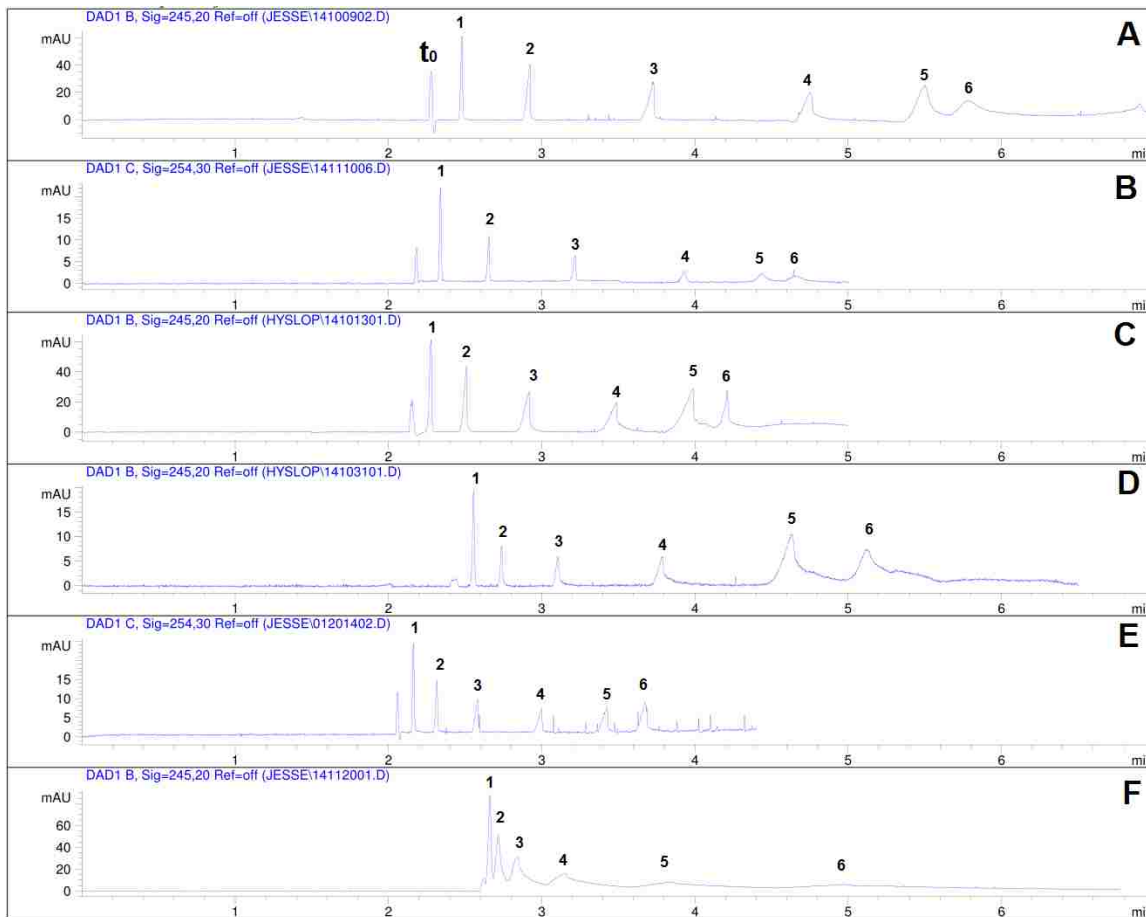 DAD1 B, Sig=245,20 Ref=off (JESSE\14100902.D)
A
mAU
40
20
0
t0
1
2
3
4
5
6
1 2 3 4 5 6 mi
DAD1 C, Sig=254,30 Ref=off (JESSE\14111006.D)
B
mAU
15
10
5
0
1
2
3
4
5
6
1 2 3 4 5 6 mi
DAD1 B, Sig=245,20 Ref=off (HYSLOP\14101301.D)
C
mAU
40
20
0
1
2
3
4
5
6
1 2 3 4 5 6 mi
DAD1 B, Sig=245,20 Ref=off (HYSLOP\14103101.D)
D
mAU
15
10
5
0
1
2
3
4
5
6
1 2 3 4 5 6 mi
DAD1 C, Sig=254,30 Ref=off (JESSE\01201402.D)
E
mAU
15
10
5
0
1
2
3
4
5
6
1 2 3 4 5 6 mi
DAD1 B, Sig=245,20 Ref=off (JESSE\14112001.D)
F
mAU
60
40
20
0
1
2
3
4
5
6
1 2 3 4 5 6 mi